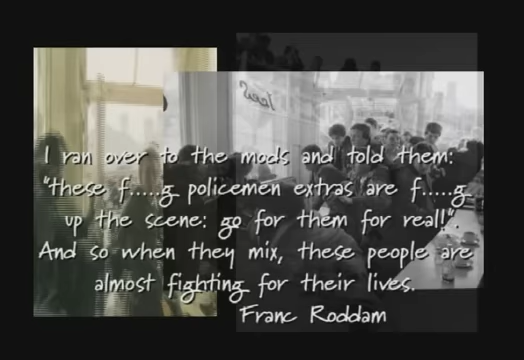 I ran over to the mods and told them:
"these f.....g policemen extras are f.....g
up the scene: go for them for real!".
And so when they mix, these people are
almost fighting for their lives.
Franc Roddam